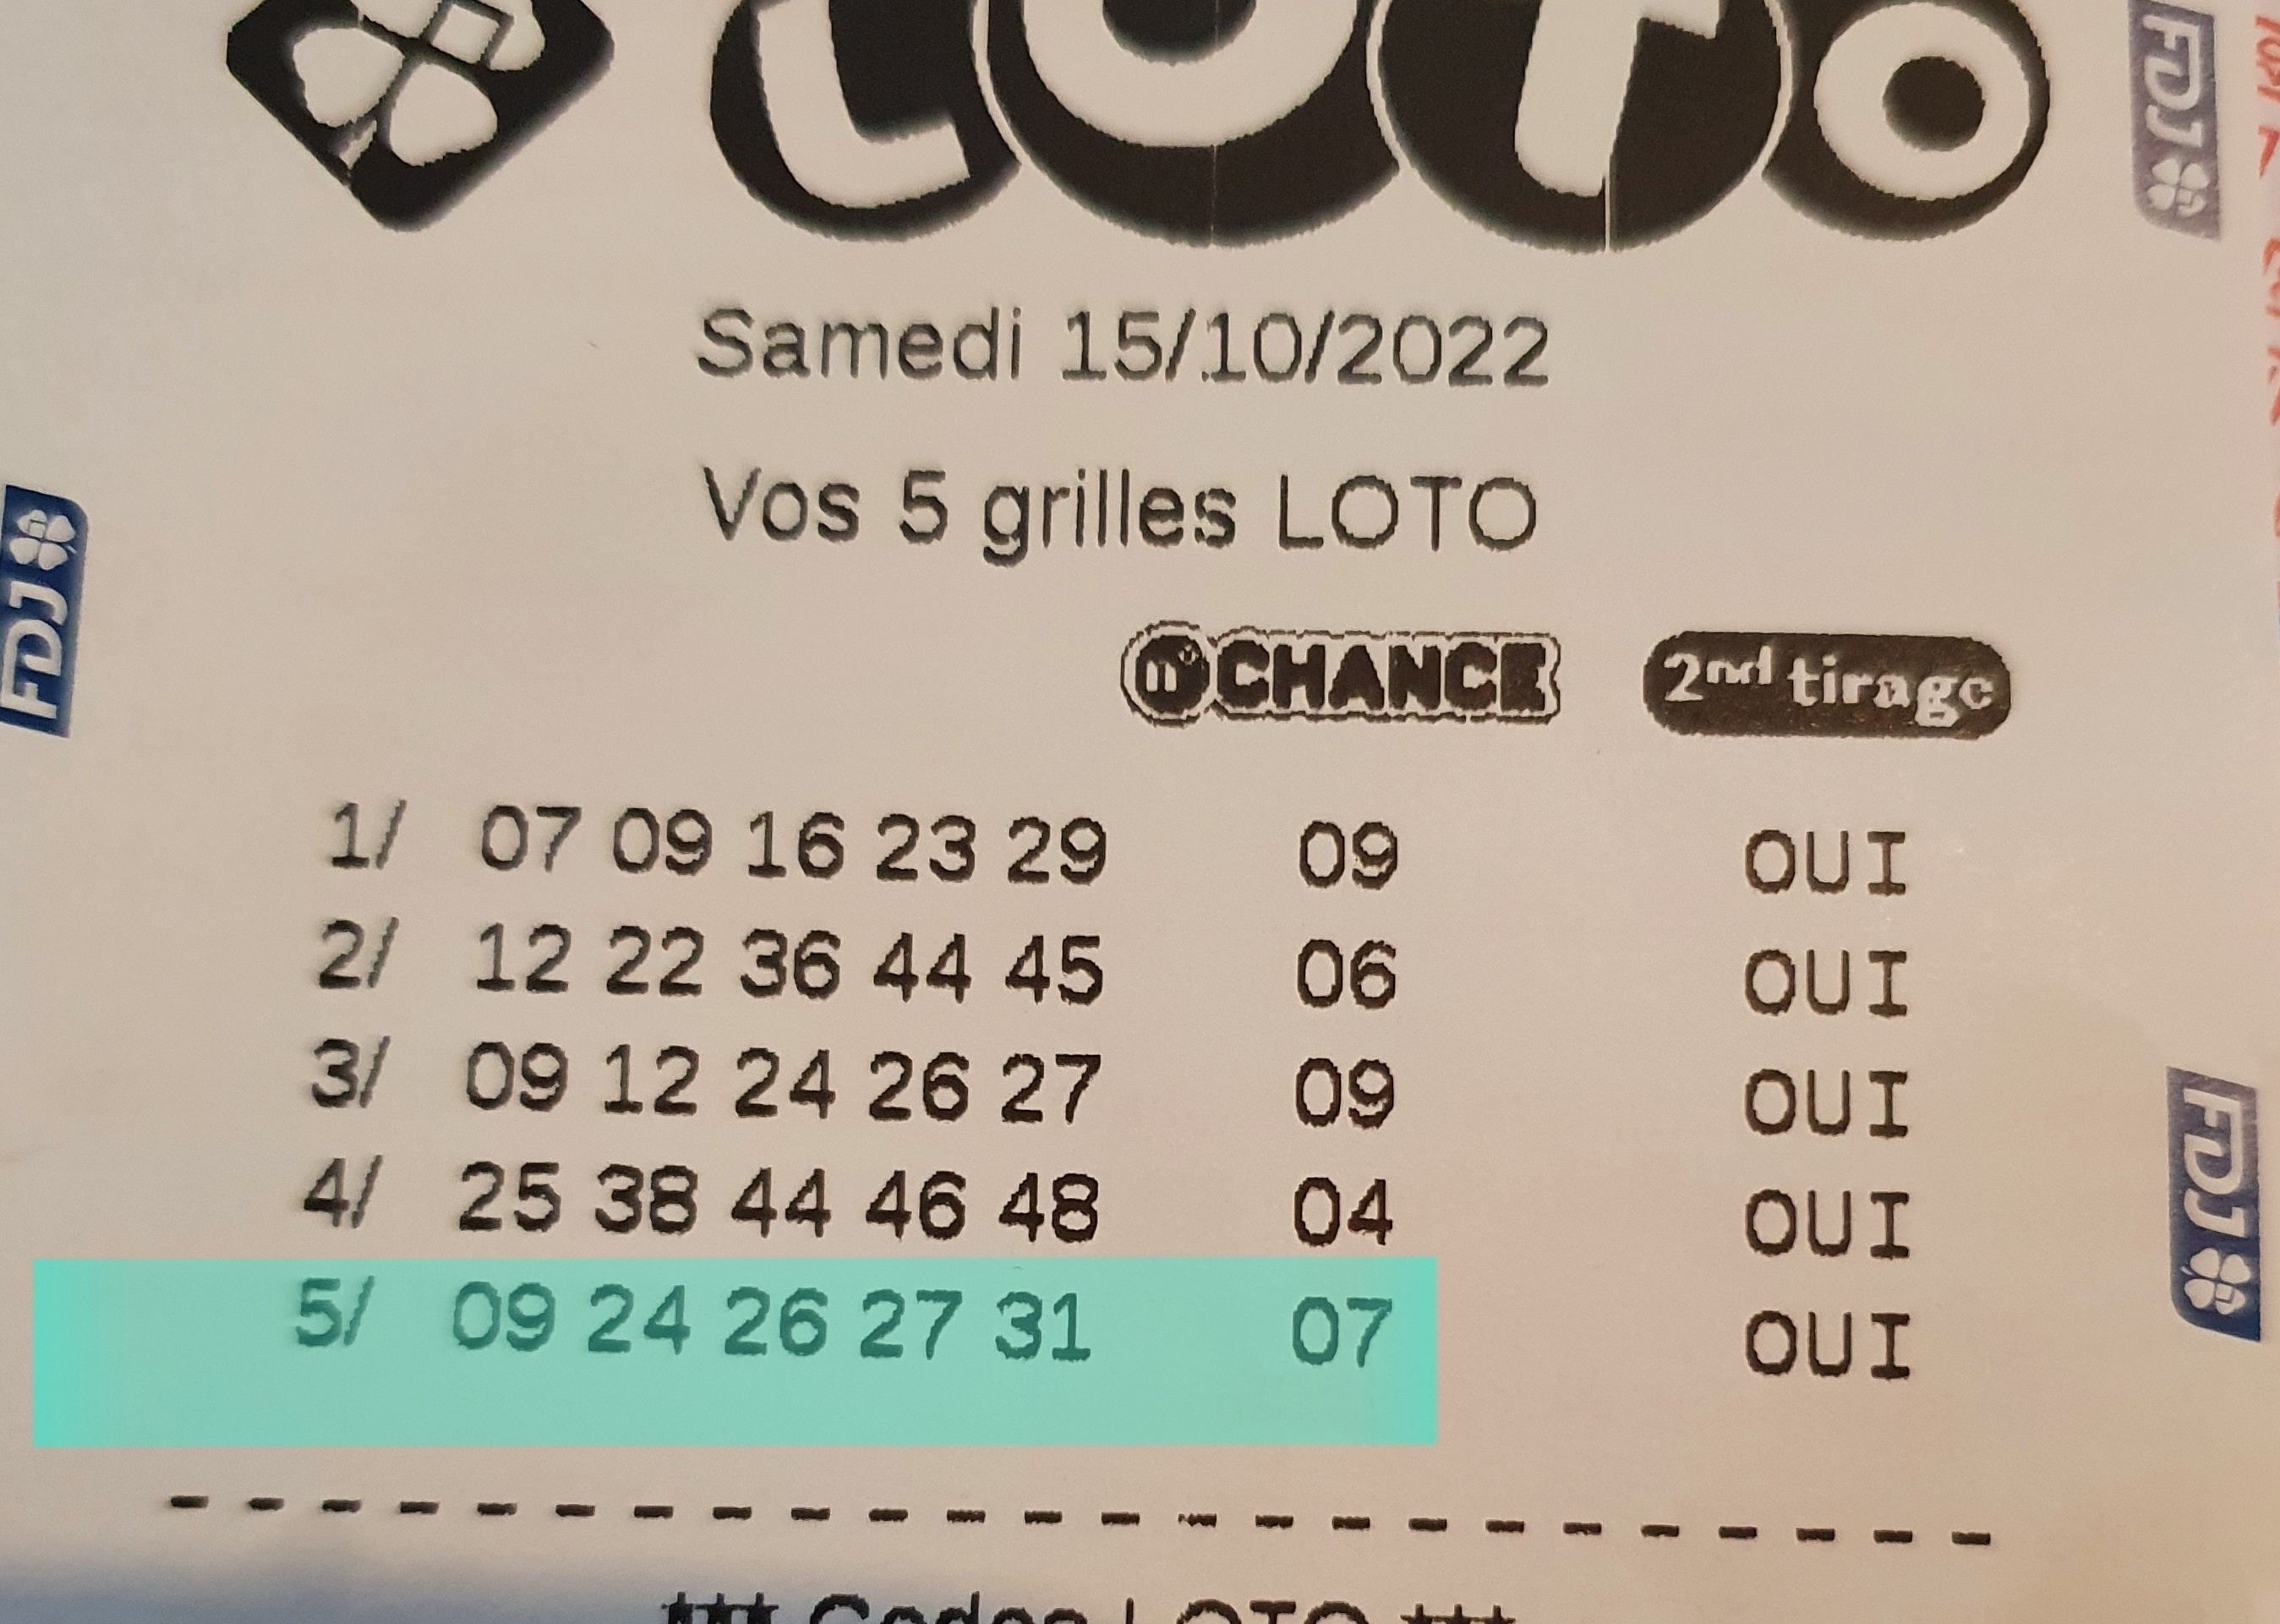 LOTO
FDJ
Samedi 15/10/2022
Vos 5 grilles LOTO
FDJ
n° CHANCE 2nd tirage
1/ 07 09 16 23 29 09 OUI
2/ 12 22 36 44 45 06 OUI
3/ 09 12 24 26 27 09 OUI
4/ 25 38 44 46 48 04 OUI
FDJ
5/ 09 24 26 27 31 07 OUI
*** Codes LOTO ***